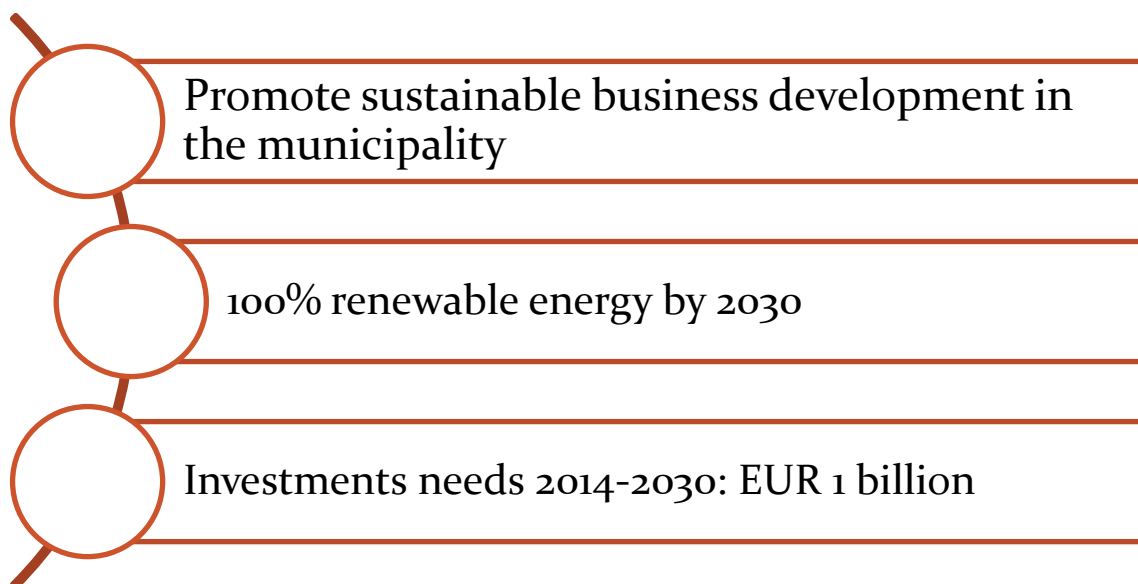 Promote sustainable business development in
the municipality
100% renewable energy by 2030
Investments needs 2014-2030: EUR 1 billion